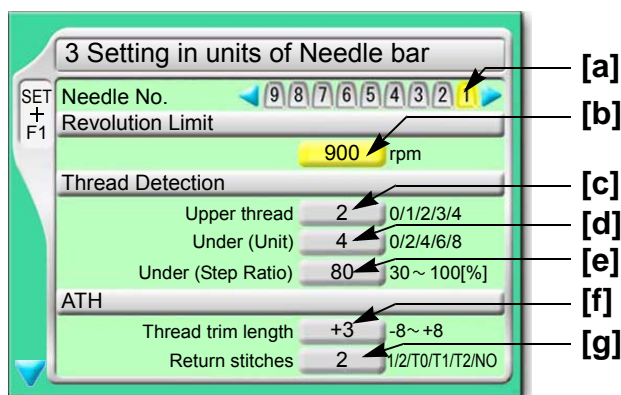 3 Setting in units of Needle bar
[a]
SET
+
F1
Needle No. 9 8 7 6 5 4 3 2 1
Revolution Limit
[b]
900 rpm
Thread Detection
[c]
Upper thread 2 0/1/2/3/4
[d]
Under (Unit) 4 0/2/4/6/8
[e]
Under (Step Ratio) 80 30～100[%]
ATH
[f]
Thread trim length +3 -8～+8
[g]
Return stitches 2 1/2/T0/T1/T2/NO